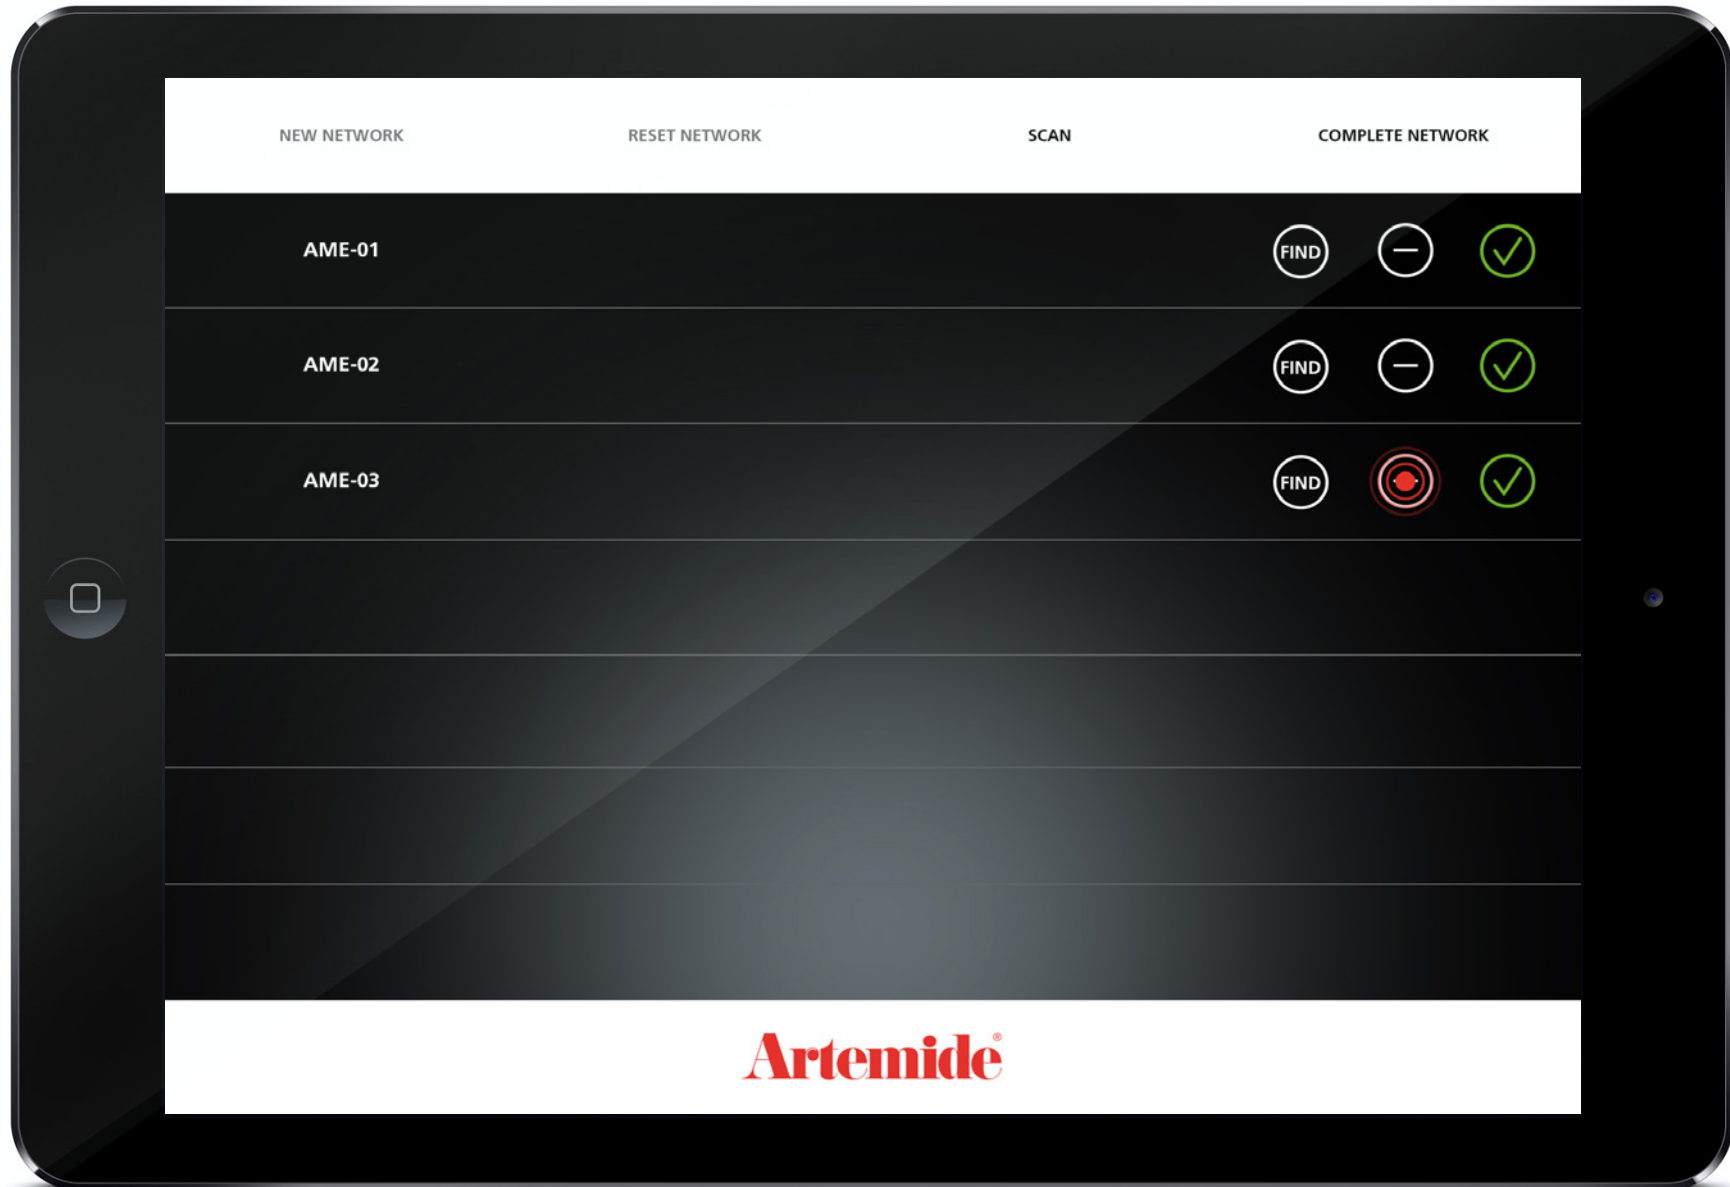 NEW NETWORK RESET NETWORK SCAN COMPLETE NETWORK
AME-01 FIND
AME-02 FIND
AME-03 FIND
Artemide®